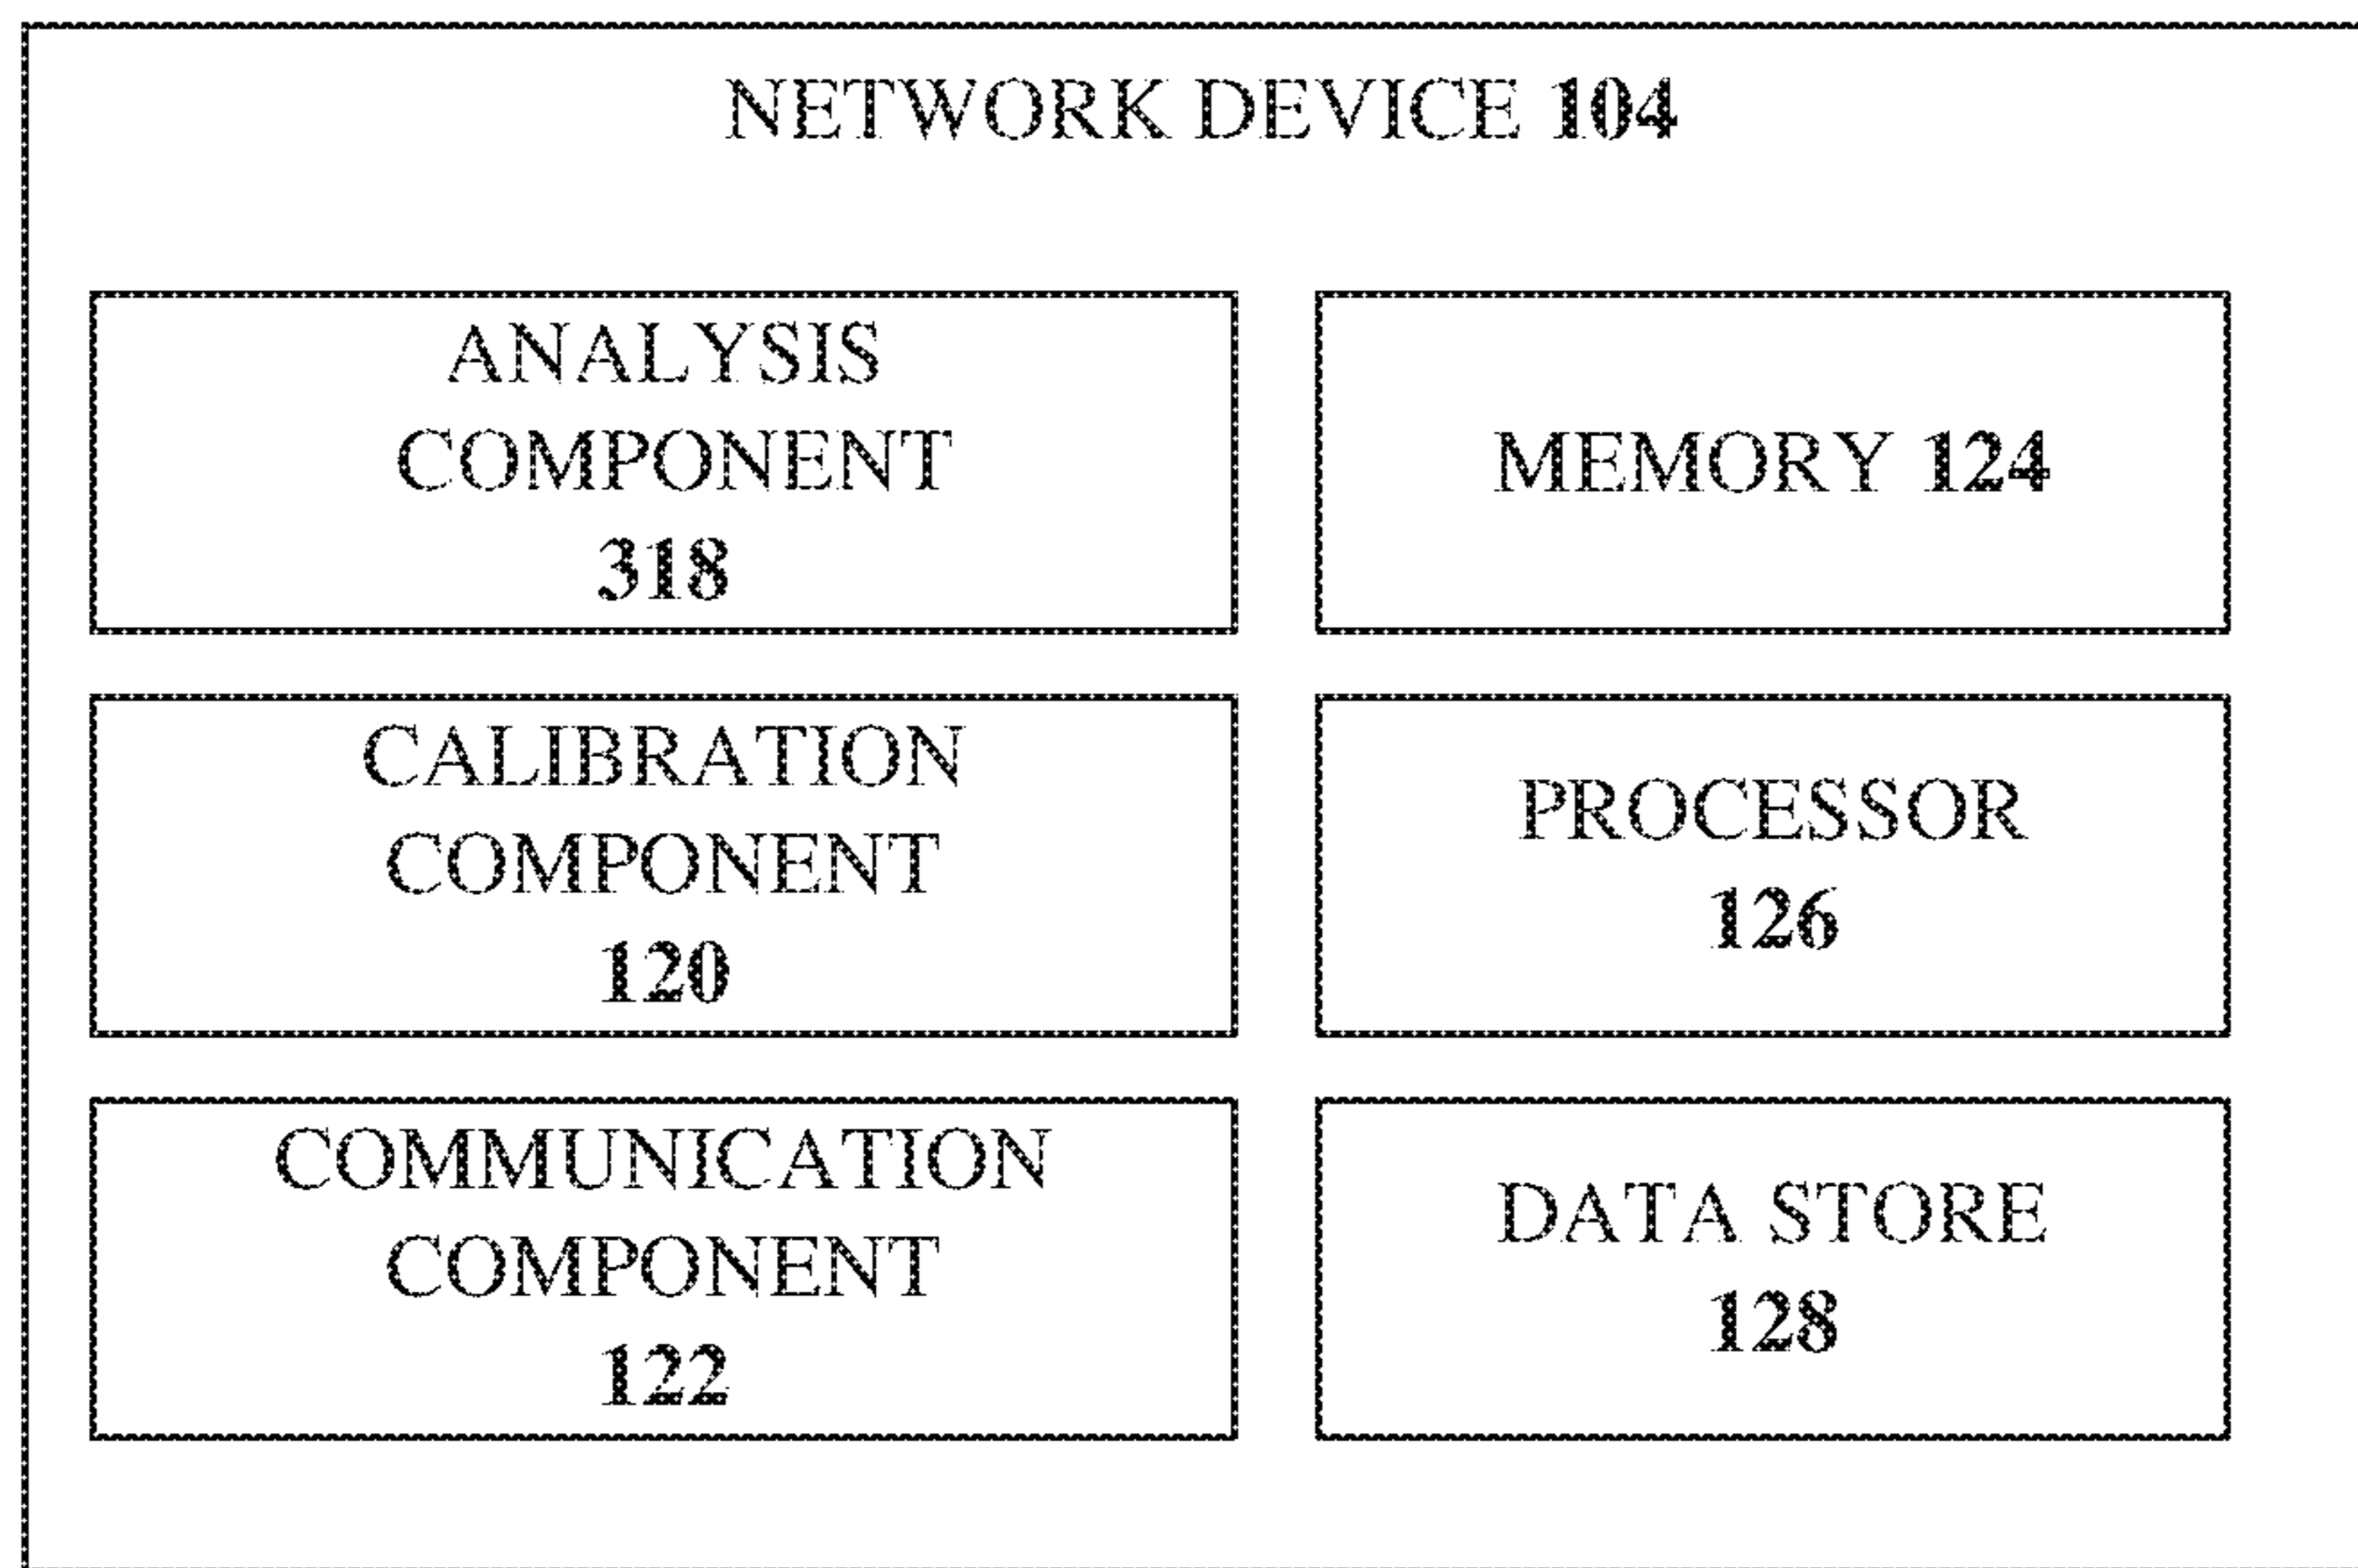 NETWORK DEVICE 104
ANALYSIS
COMPONENT
318
MEMORY 124
CALIBRATION
COMPONENT
120
PROCESSOR
126
COMMUNICATION
COMPONENT
122
DATA STORE
128